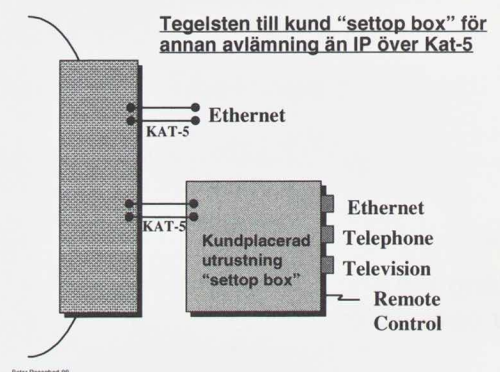 Tegelsten till kund “settop box” för
annan avlämning än IP över Kat-5
Ethernet
KAT-5
KAT-5
Kundplacerad
utrustning
“settop box”
Ethernet
Telephone
Television
Remote
Control